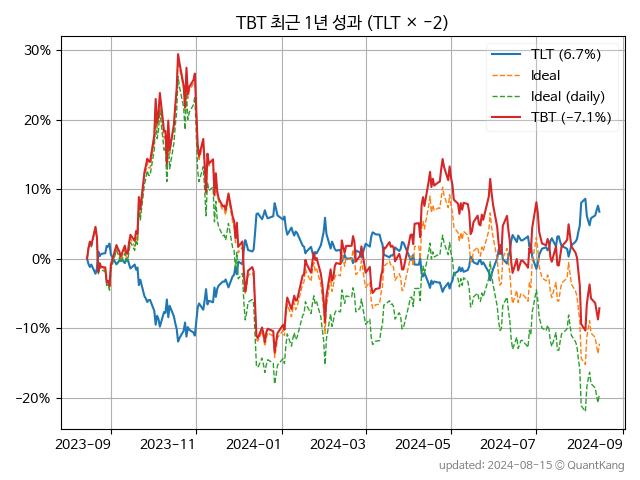 TBT 최근 1년 성과 (TLT × −2)
30%
20%
10%
0%
−10%
−20%
TLT (6.7%)
Ideal
Ideal (daily)
TBT (−7.1%)
2023-09
2023-11
2024-01
2024-03
2024-05
2024-07
2024-09
updated: 2024-08-15 © QuantKang